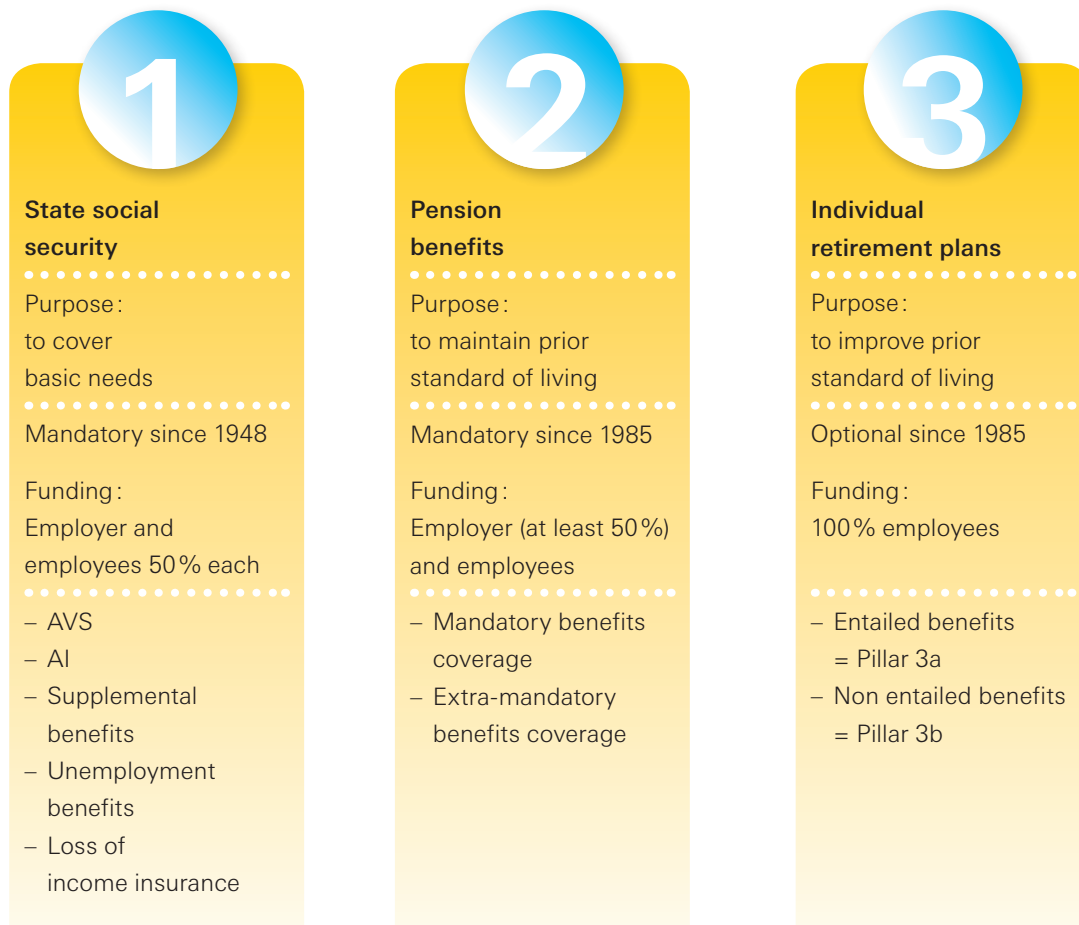 1
State social
security
Purpose:
to cover
basic needs
Mandatory since 1948
Funding:
Employer and
employees 50% each
– AVS
– AI
– Supplemental
benefits
– Unemployment
benefits
– Loss of
income insurance
2
Pension
benefits
Purpose:
to maintain prior
standard of living
Mandatory since 1985
Funding:
Employer (at least 50%)
and employees
– Mandatory benefits
coverage
– Extra-mandatory
benefits coverage
3
Individual
retirement plans
Purpose:
to improve prior
standard of living
Optional since 1985
Funding:
100% employees
– Entailed benefits
= Pillar 3a
– Non entailed benefits
= Pillar 3b